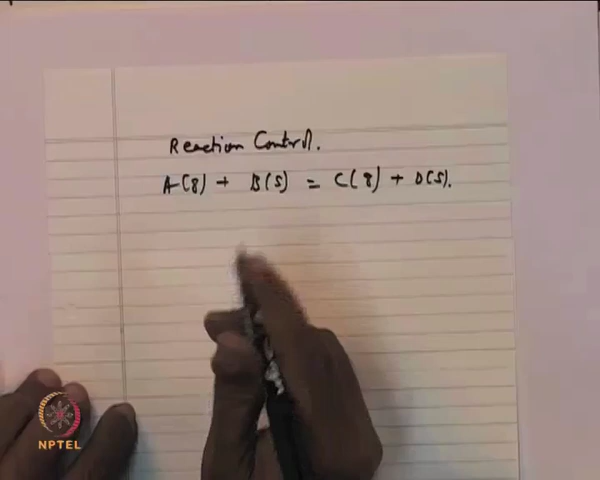 Reaction Control.
A(g) + B(s) = C(g) + D(s).
NPTEL